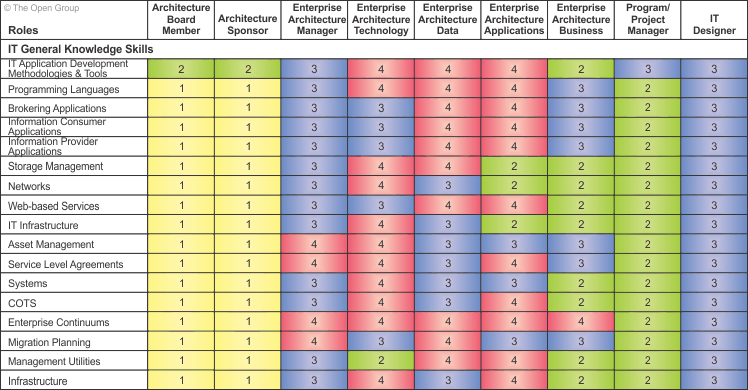 © The Open Group
Roles
Architecture
Board
Member
Architecture
Sponsor
Enterprise
Architecture
Manager
Enterprise
Architecture
Technology
Enterprise
Architecture
Data
Enterprise
Architecture
Applications
Enterprise
Architecture
Business
Program/
Project
Manager
IT
Designer
IT General Knowledge Skills
IT Application Development
Methodologies & Tools 2 2 3 4 4 4 2 3 3
Programming Languages 1 1 3 4 4 4 3 2 3
Brokering Applications 1 1 3 3 4 4 3 2 3
Information Consumer
Applications 1 1 3 3 4 4 3 2 3
Information Provider
Applications 1 1 3 3 4 4 3 2 3
Storage Management 1 1 3 4 4 2 2 2 3
Networks 1 1 3 4 3 2 2 2 3
Web-based Services 1 1 3 3 4 4 2 2 3
IT Infrastructure 1 1 3 4 3 2 2 2 3
Asset Management 1 1 4 4 3 3 3 2 3
Service Level Agreements 1 1 4 4 3 4 3 2 3
Systems 1 1 3 4 3 3 2 2 3
COTS 1 1 3 4 3 4 2 2 3
Enterprise Continuums 1 1 4 4 4 4 4 2 3
Migration Planning 1 1 4 3 4 3 3 2 3
Management Utilities 1 1 3 2 4 4 2 2 3
Infrastructure 1 1 3 4 3 4 2 2 3